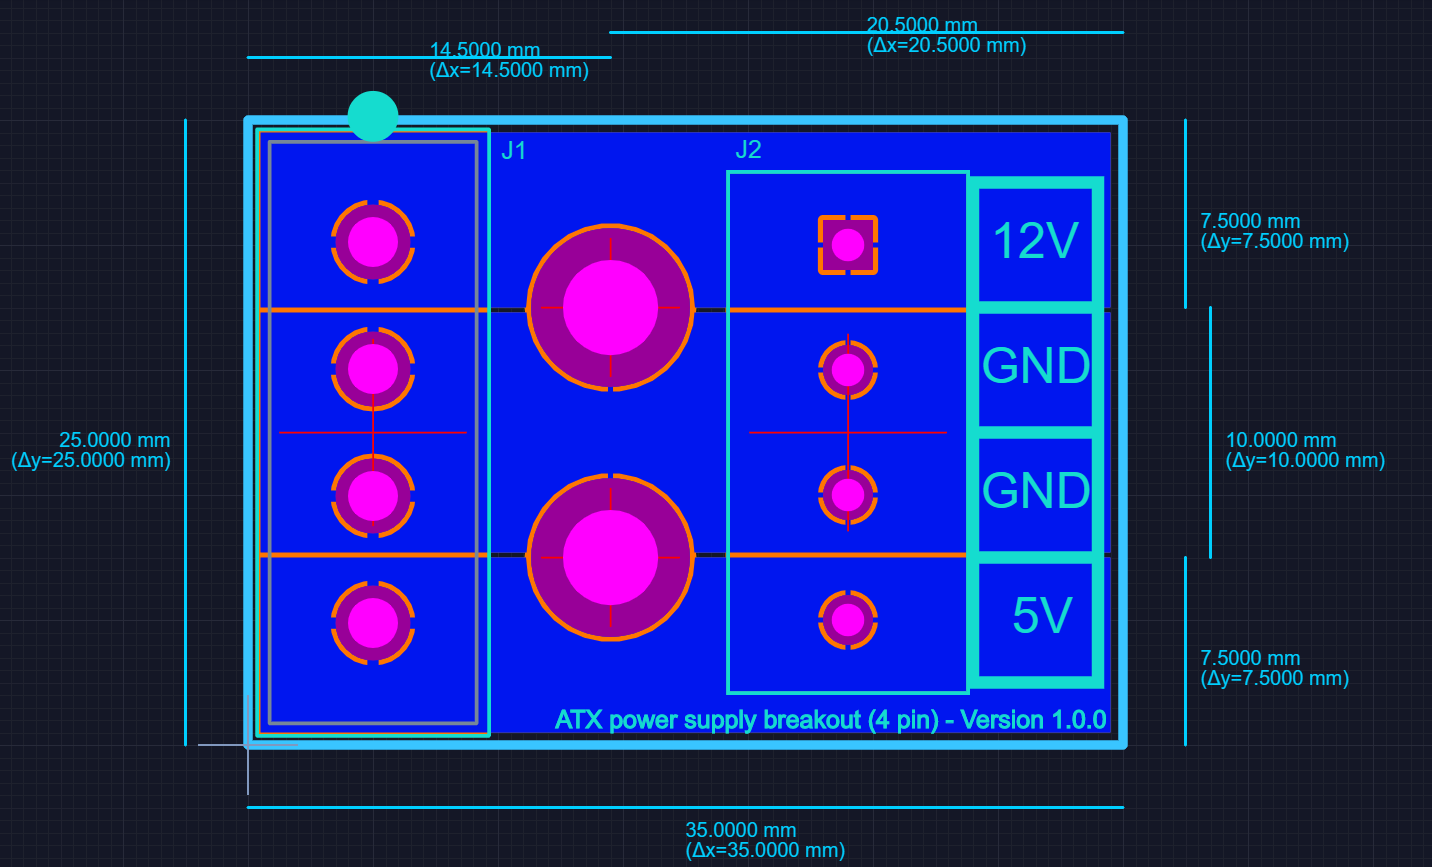 20.5000 mm
(Δx=20.5000 mm)
14.5000 mm
(Δx=14.5000 mm)
J1
J2
7.5000 mm
(Δy=7.5000 mm)
12V
GND
25.0000 mm
(Δy=25.0000 mm)
10.0000 mm
(Δy=10.0000 mm)
GND
5V
7.5000 mm
(Δy=7.5000 mm)
ATX power supply breakout (4 pin) - Version 1.0.0
35.0000 mm
(Δx=35.0000 mm)